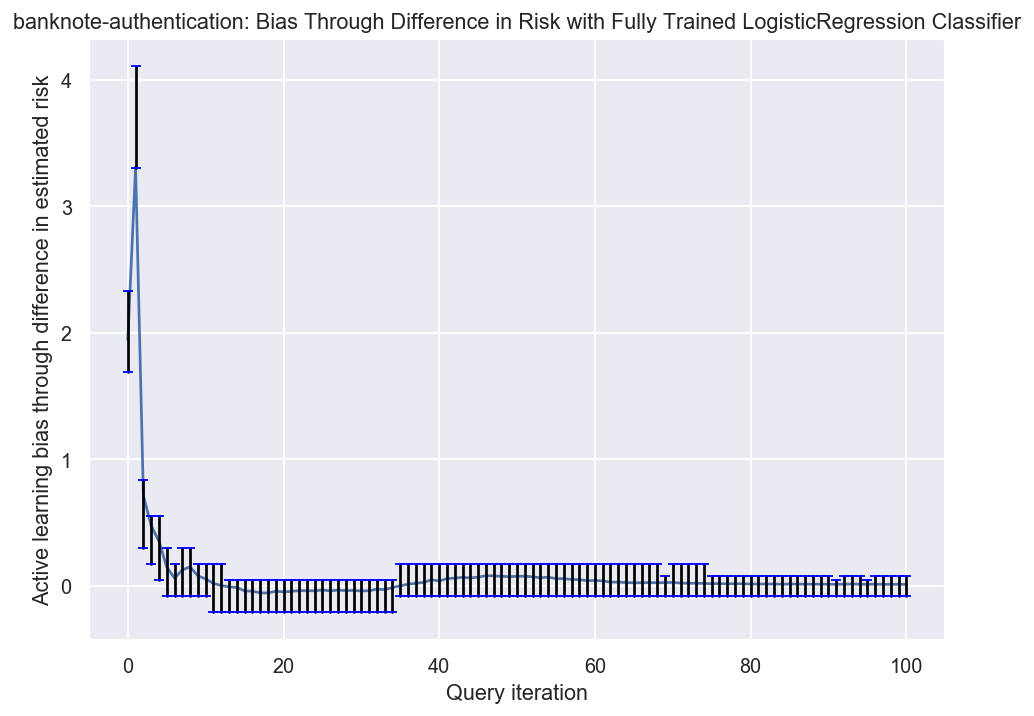 banknote-authentication: Bias Through Difference in Risk with Fully Trained LogisticRegression Classifier
Active learning bias through difference in estimated risk
4
3
2
1
0
0 20 40 60 80 100
Query iteration